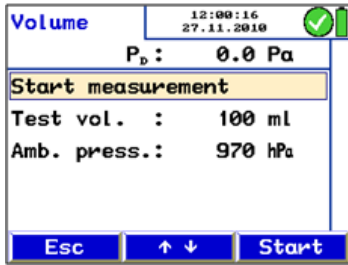 Volume
12:00:16
27.11.2010
P_D: 0.0 Pa
Start measurement
Test vol. : 100 ml
Amb. press.: 970 hPa
Esc ↑ ↓ Start